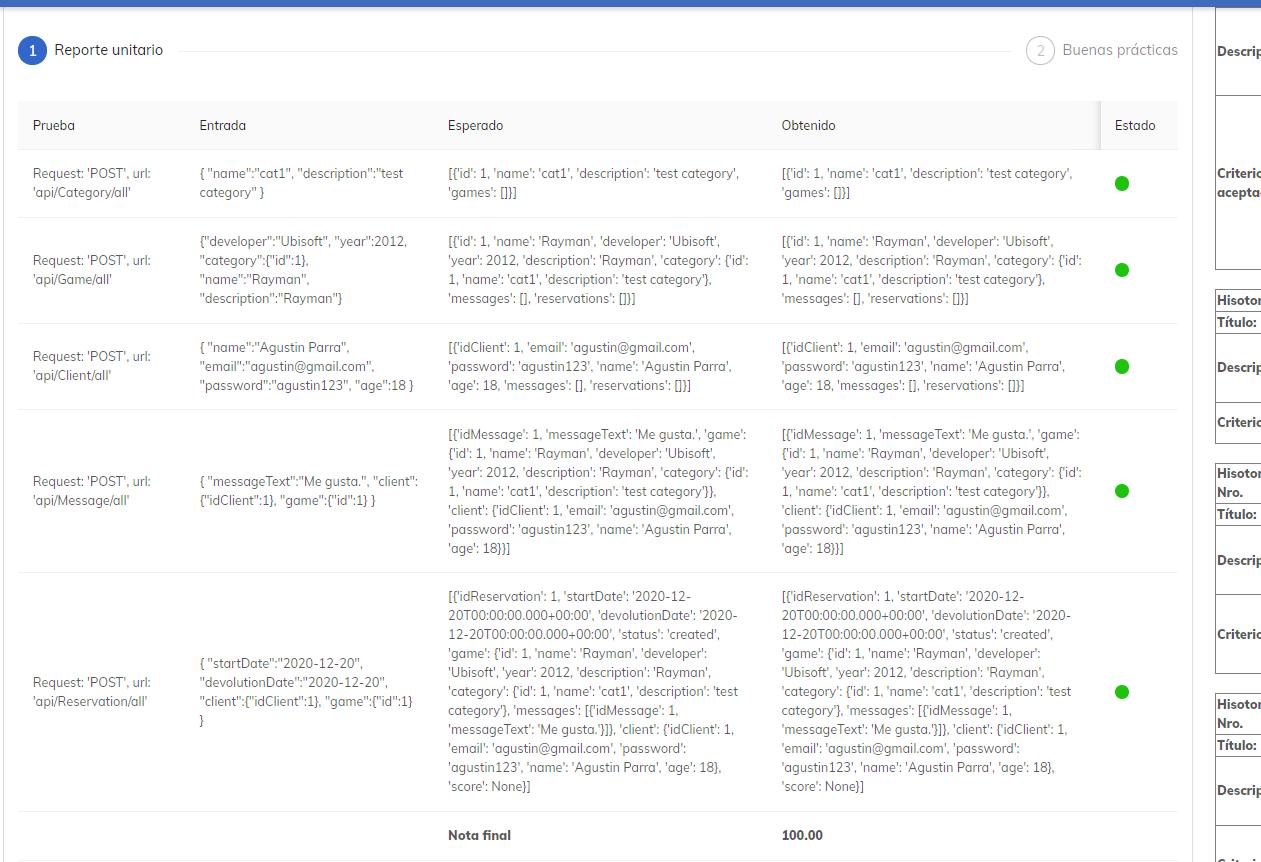 1 Reporte unitario
2 Buenas prácticas
Prueba Entrada Esperado Obtenido Estado
Request: 'POST', url:
'api/Category/all'
{ "name":"cat1", "description":"test
category" }
[{'id': 1, 'name': 'cat1', 'description': 'test category',
'games': []}]
[{'id': 1, 'name': 'cat1', 'description': 'test category',
'games': []}]
Request: 'POST', url:
'api/Game/all'
{"developer":"Ubisoft", "year":2012,
"category":{"id":1},
"name":"Rayman",
"description":"Rayman"}
[{'id': 1, 'name': 'Rayman', 'developer': 'Ubisoft',
'year': 2012, 'description': 'Rayman', 'category': {'id':
1, 'name': 'cat1', 'description': 'test category'},
'messages': [], 'reservations': []}]
[{'id': 1, 'name': 'Rayman', 'developer': 'Ubisoft',
'year': 2012, 'description': 'Rayman', 'category': {'id':
1, 'name': 'cat1', 'description': 'test category'},
'messages': [], 'reservations': []}]
Request: 'POST', url:
'api/Client/all'
{ "name":"Agustin Parra",
"email":"agustin@gmail.com",
"password":"agustin123", "age":18 }
[{'idClient': 1, 'email': 'agustin@gmail.com',
'password': 'agustin123', 'name': 'Agustin Parra',
'age': 18, 'messages': [], 'reservations': []}]
[{'idClient': 1, 'email': 'agustin@gmail.com',
'password': 'agustin123', 'name': 'Agustin Parra',
'age': 18, 'messages': [], 'reservations': []}]
Request: 'POST', url:
'api/Message/all'
{ "messageText":"Me gusta.", "client":
{"idClient":1}, "game":{"id":1} }
[{'idMessage': 1, 'messageText': 'Me gusta.', 'game':
{'id': 1, 'name': 'Rayman', 'developer': 'Ubisoft',
'year': 2012, 'description': 'Rayman', 'category': {'id':
1, 'name': 'cat1', 'description': 'test category'}},
'client': {'idClient': 1, 'email': 'agustin@gmail.com',
'password': 'agustin123', 'name': 'Agustin Parra',
'age': 18}}]
[{'idMessage': 1, 'messageText': 'Me gusta.', 'game':
{'id': 1, 'name': 'Rayman', 'developer': 'Ubisoft',
'year': 2012, 'description': 'Rayman', 'category': {'id':
1, 'name': 'cat1', 'description': 'test category'}},
'client': {'idClient': 1, 'email': 'agustin@gmail.com',
'password': 'agustin123', 'name': 'Agustin Parra',
'age': 18}}]
Request: 'POST', url:
'api/Reservation/all'
{ "startDate":"2020-12-20",
"devolutionDate":"2020-12-20",
"client":{"idClient":1}, "game":{"id":1}
}
[{'idReservation': 1, 'startDate': '2020-12-
20T00:00:00.000+00:00', 'devolutionDate': '2020-
12-20T00:00:00.000+00:00', 'status': 'created',
'game': {'id': 1, 'name': 'Rayman', 'developer':
'Ubisoft', 'year': 2012, 'description': 'Rayman',
'category': {'id': 1, 'name': 'cat1', 'description': 'test
category'}, 'messages': [{'idMessage': 1,
'messageText': 'Me gusta.'}]}, 'client': {'idClient': 1,
'email': 'agustin@gmail.com', 'password':
'agustin123', 'name': 'Agustin Parra', 'age': 18},
'score': None}]
[{'idReservation': 1, 'startDate': '2020-12-
20T00:00:00.000+00:00', 'devolutionDate': '2020-
12-20T00:00:00.000+00:00', 'status': 'created',
'game': {'id': 1, 'name': 'Rayman', 'developer':
'Ubisoft', 'year': 2012, 'description': 'Rayman',
'category': {'id': 1, 'name': 'cat1', 'description': 'test
category'}, 'messages': [{'idMessage': 1,
'messageText': 'Me gusta.'}]}, 'client': {'idClient': 1,
'email': 'agustin@gmail.com', 'password':
'agustin123', 'name': 'Agustin Parra', 'age': 18},
'score': None}]
Nota final 100.00
Descrip
Criterio
acepta
Hisotor
Título:
Descrip
Criterio
Hisotor
Nro.
Título:
Descrip
Criterio
Hisotor
Nro.
Título:
Descrip